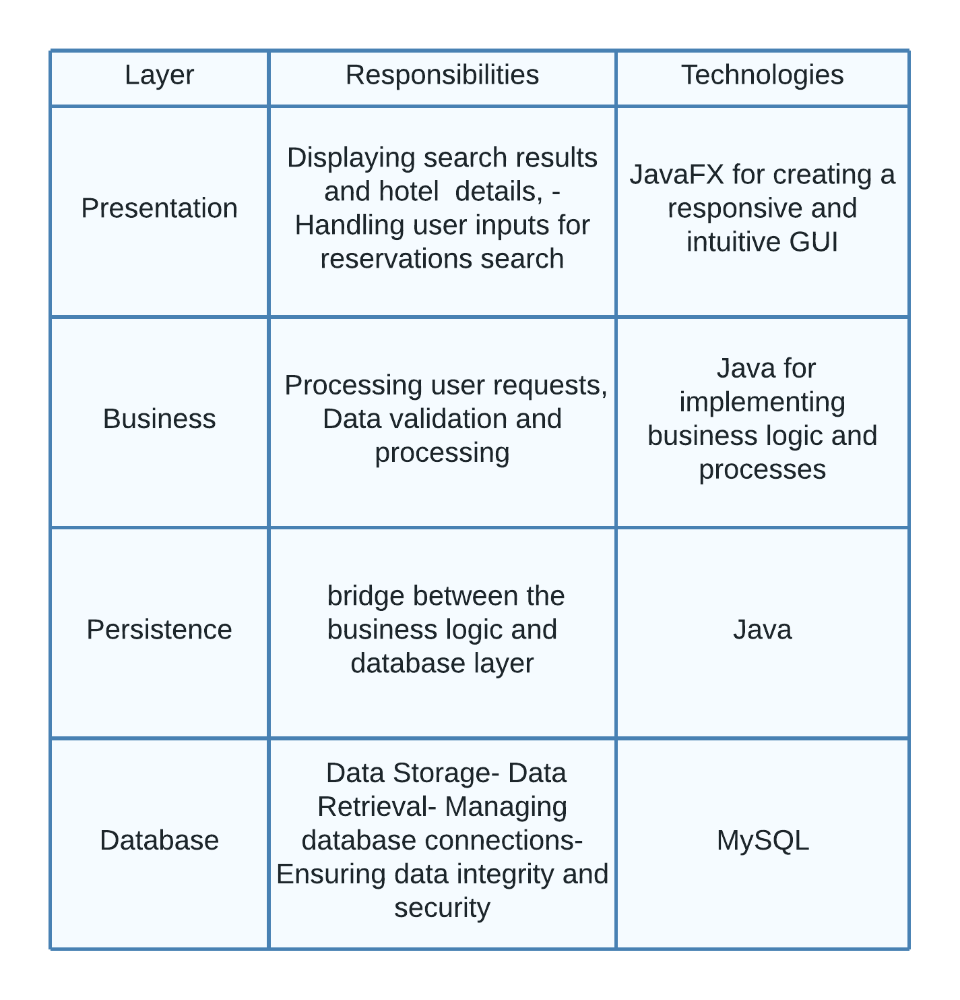 Layer
Responsibilities
Technologies
Presentation
Displaying search results
and hotel  details, -
Handling user inputs for
reservations search
JavaFX for creating a
responsive and
intuitive GUI
Business
Processing user requests,
Data validation and
processing
Java for
implementing
business logic and
processes
Persistence
bridge between the
business logic and
database layer
Java
Database
Data Storage- Data
Retrieval- Managing
database connections-
Ensuring data integrity and
security
MySQL